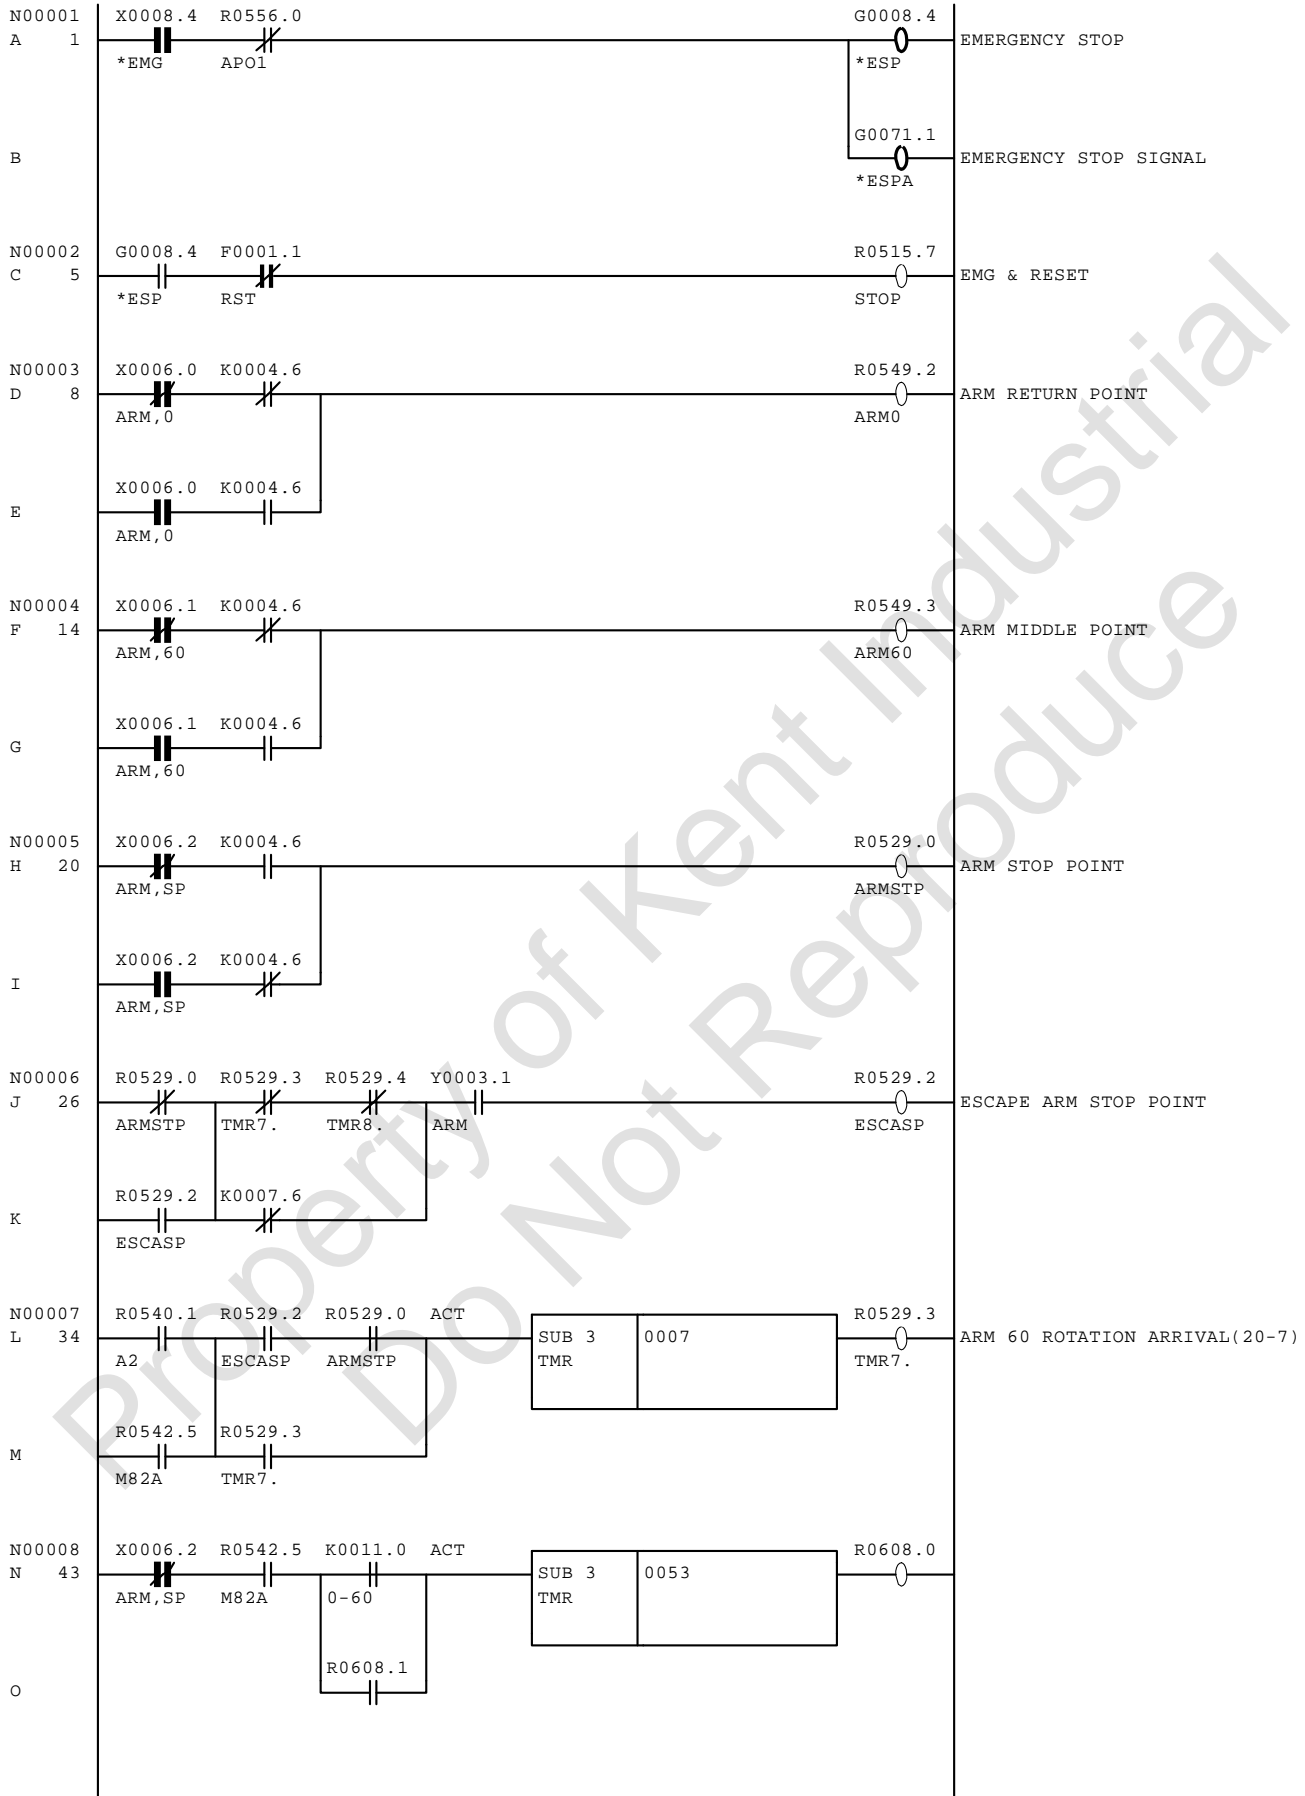 N00001 X0008.4 R0556.0 G0008.4
A 1 EMERGENCY STOP
*EMG APO1 *ESP
G0071.1
B EMERGENCY STOP SIGNAL
*ESPA
N00002 G0008.4 F0001.1 R0515.7
C 5 EMG & RESET
*ESP RST STOP
N00003 X0006.0 K0004.6 R0549.2
D 8 ARM RETURN POINT
ARM,0 ARM0
X0006.0 K0004.6
E
ARM,0
N00004 X0006.1 K0004.6 R0549.3
F 14 ARM MIDDLE POINT
ARM,60 ARM60
X0006.1 K0004.6
G
ARM,60
N00005 X0006.2 K0004.6 R0529.0
H 20 ARM STOP POINT
ARM,SP ARMSTP
X0006.2 K0004.6
I
ARM,SP
N00006 R0529.0 R0529.3 R0529.4 Y0003.1 R0529.2
J 26 ESCAPE ARM STOP POINT
ARMSTP TMR7. TMR8. ARM ESCASP
R0529.2 K0007.6
K
ESCASP
N00007 R0540.1 R0529.2 R0529.0 ACT R0529.3
L 34 SUB 3 0007 ARM 60 ROTATION ARRIVAL(20-7)
A2 ESCASP ARMSTP TMR TMR7.
R0542.5 R0529.3
M
M82A TMR7.
N00008 X0006.2 R0542.5 K0011.0 ACT R0608.0
N 43 SUB 3 0053
ARM,SP M82A 0-60 TMR
R0608.1
O
Property of Kent Industrial
Do Not Reproduce